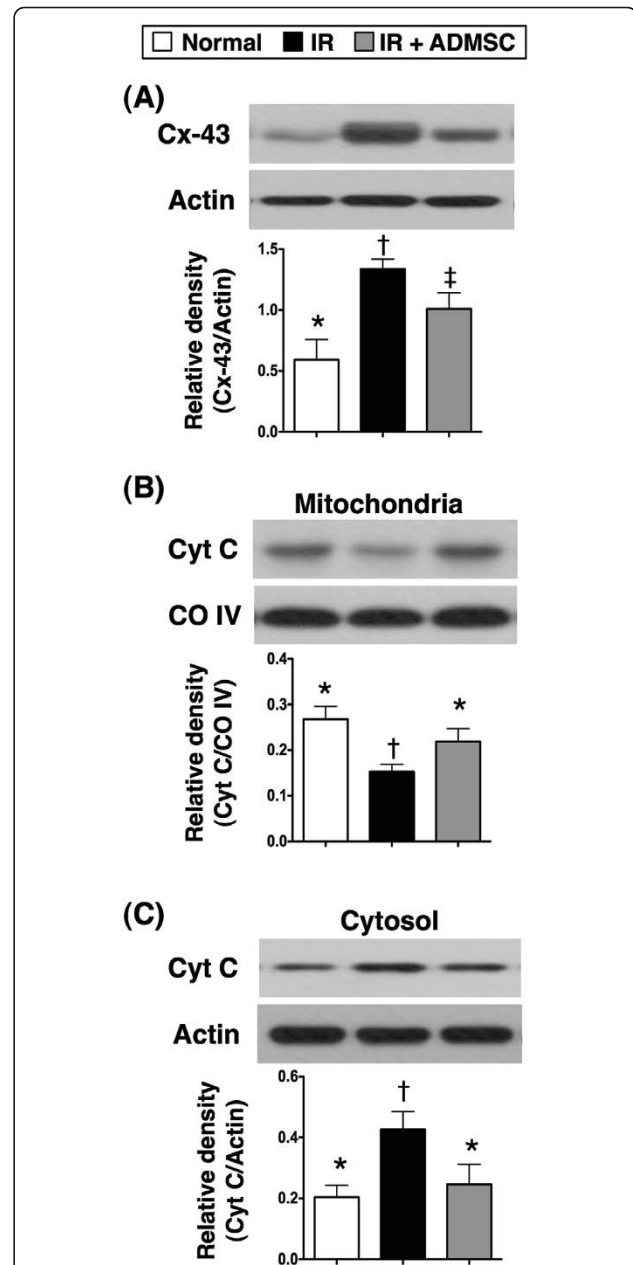 Normal IR IR + ADMSC
(A)
Cx-43
Actin
Relative density
(Cx-43/Actin)
1.5
1.0
0.5
0.0
*
†
‡
(B)
Mitochondria
Cyt C
CO IV
Relative density
(Cyt C/CO IV)
0.4
0.3
0.2
0.1
0.0
*
†
*
(C)
Cytosol
Cyt C
Actin
Relative density
(Cyt C/Actin)
0.6
0.4
0.2
0.0
*
†
*